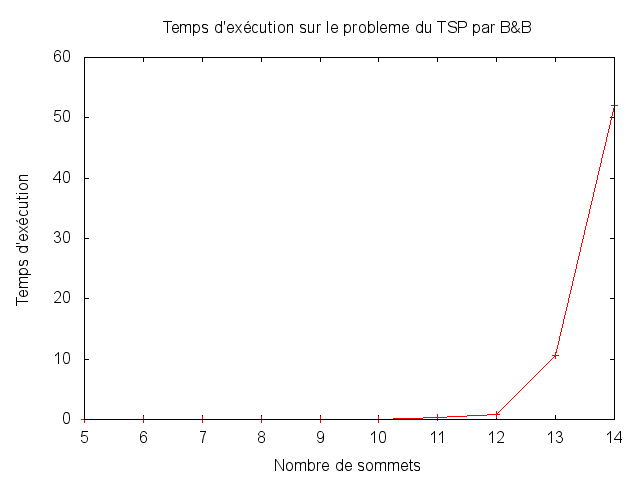 Temps d'exécution sur le probleme du TSP par B&B
60
50
40
30
20
10
0
Temps d'exécution
5 6 7 8 9 10 11 12 13 14
Nombre de sommets